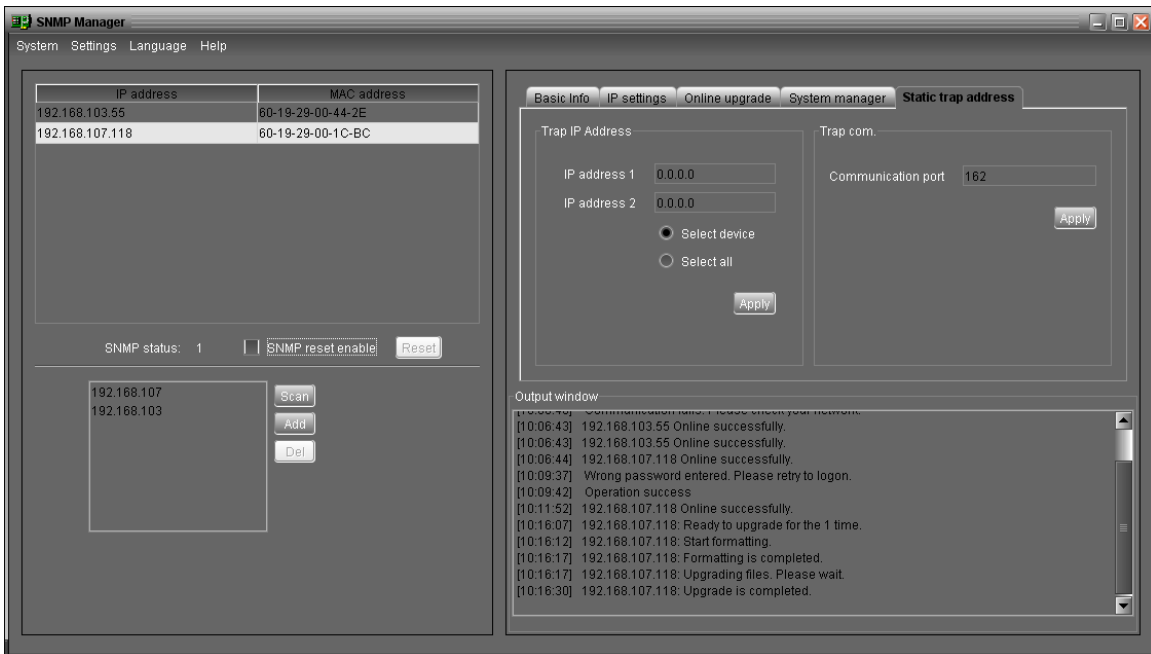 SNMP Manager
System Settings Language Help
IP address MAC address
192.168.103.55 60-19-29-00-44-2E
192.168.107.118 60-19-29-00-1C-BC
SNMP status: 1 SNMP reset enable Reset
192.168.107
192.168.103
Scan
Add
Del
Basic Info IP settings Online upgrade System manager Static trap address
Trap IP Address
IP address 1 0.0.0.0
IP address 2 0.0.0.0
Select device
Select all
Apply
Trap com.
Communication port 162
Apply
Output window
[10:06:43] Communication fails. Please check your network.
[10:06:43] 192.168.103.55 Online successfully.
[10:06:43] 192.168.103.55 Online successfully.
[10:06:44] 192.168.107.118 Online successfully.
[10:09:37] Wrong password entered. Please retry to logon.
[10:09:42] Operation success
[10:11:52] 192.168.107.118 Online successfully.
[10:16:07] 192.168.107.118: Ready to upgrade for the 1 time.
[10:16:12] 192.168.107.118: Start formatting.
[10:16:17] 192.168.107.118: Formatting is completed.
[10:16:17] 192.168.107.118: Upgrading files. Please wait.
[10:16:30] 192.168.107.118: Upgrade is completed.